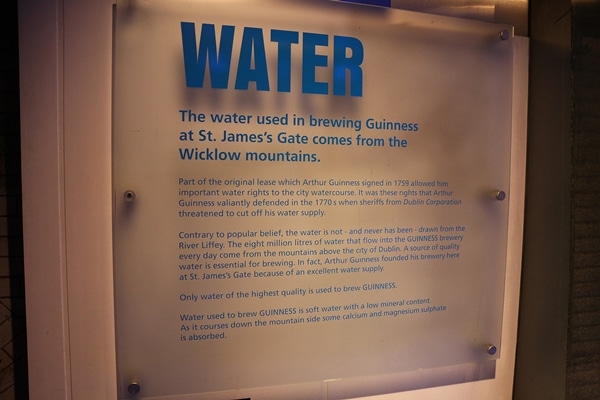 WATER
The water used in brewing Guinness
at St. James's Gate comes from the
Wicklow mountains.
Part of the original lease which Arthur Guinness signed in 1759 allowed him
important water rights to the city watercourse. It was these rights that Arthur
Guinness valiantly defended in the 1770 s when sheriffs from Dublin Corporation
threatened to cut off his water supply.
Contrary to popular belief, the water is not - and never has been - drawn from the
River Liffey. The eight million litres of water that flow into the GUINNESS brewery
every day come from the mountains above the city of Dublin. A source of quality
water is essential for brewing. In fact, Arthur Guinness founded his brewery here
at St. James's Gate because of an excellent water supply.
Only water of the highest quality is used to brew GUINNESS.
Water used to brew GUINNESS is soft water with a low mineral content.
As it courses down the mountain side some calcium and magnesium sulphate
is absorbed.